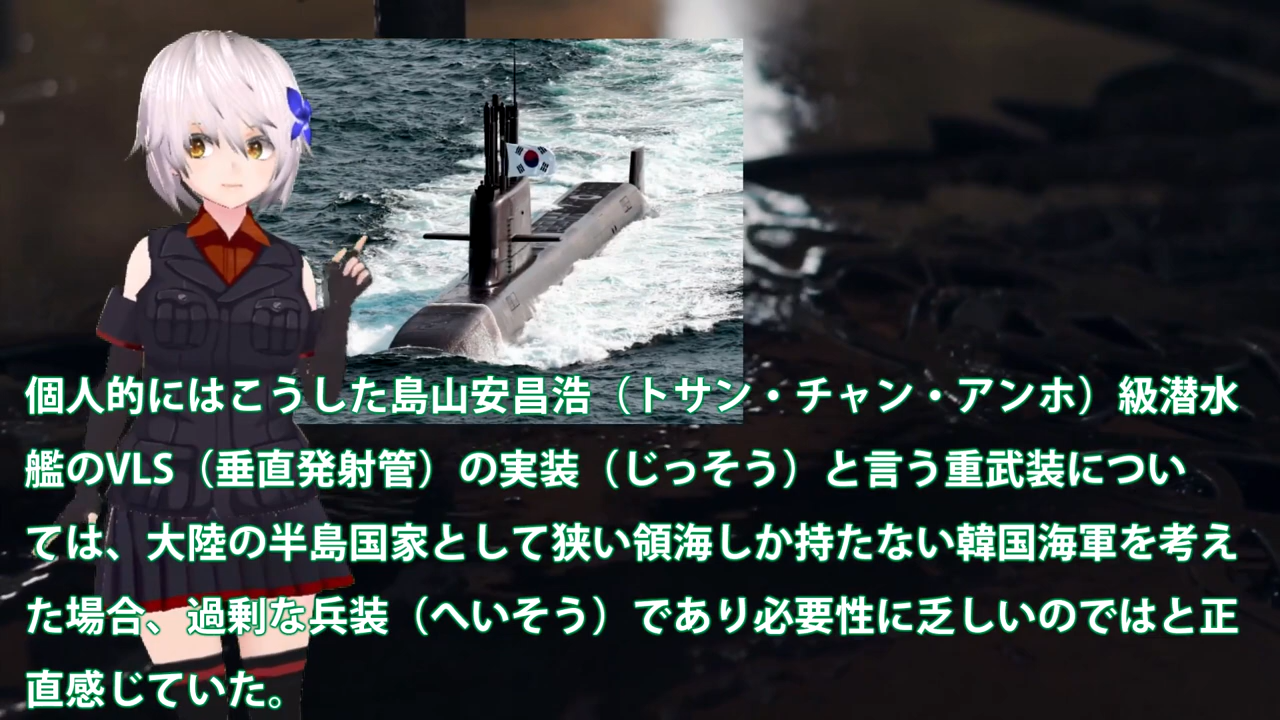 個人的にはこうした島山安昌浩（トサン・チャン・アンホ）級潜水
艦のVLS（垂直発射管）の実装（じっそう）と言う重武装につい
ては、大陸の半島国家として狭い領海しか持たない韓国海軍を考え
た場合、過剰な兵装（へいそう）であり必要性に乏しいのではと正
直感じていた。